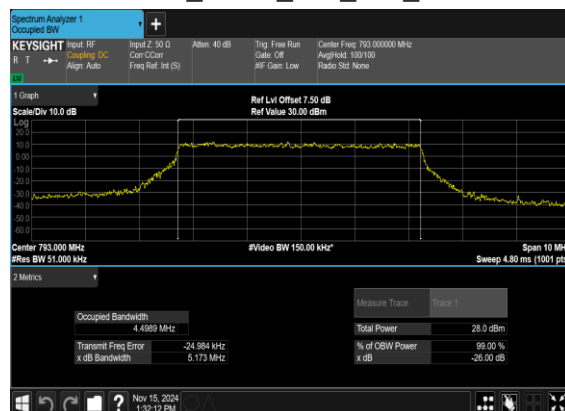 Spectrum Analyzer 1
Occupied BW
KEYSIGHT Input: RF Input Z: 50 Ω Atten: 40 dB Trig: Free Run Center Freq: 793.000000 MHz
R T Coupling: DC Corr CCorr Gate: Off Avg|Hold: 100/100
Align: Auto Freq Ref: Int (S) #IF Gain: Low Radio Std: None
1 Graph
Ref Lvl Offset 7.50 dB
Scale/Div 10.0 dB Ref Value 30.00 dBm
Log
20.0
10.0
0.00
-10.0
-20.0
-30.0
-40.0
-50.0
-60.0
Center 793.000 MHz #Video BW 150.00 kHz* Span 10 MH
#Res BW 51.000 kHz Sweep 4.80 ms (1001 pts
2 Metrics
Measure Trace Trace 1
Occupied Bandwidth
4.4989 MHz Total Power 28.0 dBm
Transmit Freq Error -24.984 kHz % of OBW Power 99.00 %
x dB Bandwidth 5.173 MHz x dB -26.00 dB
? Nov 15, 2024
1:32:12 PM